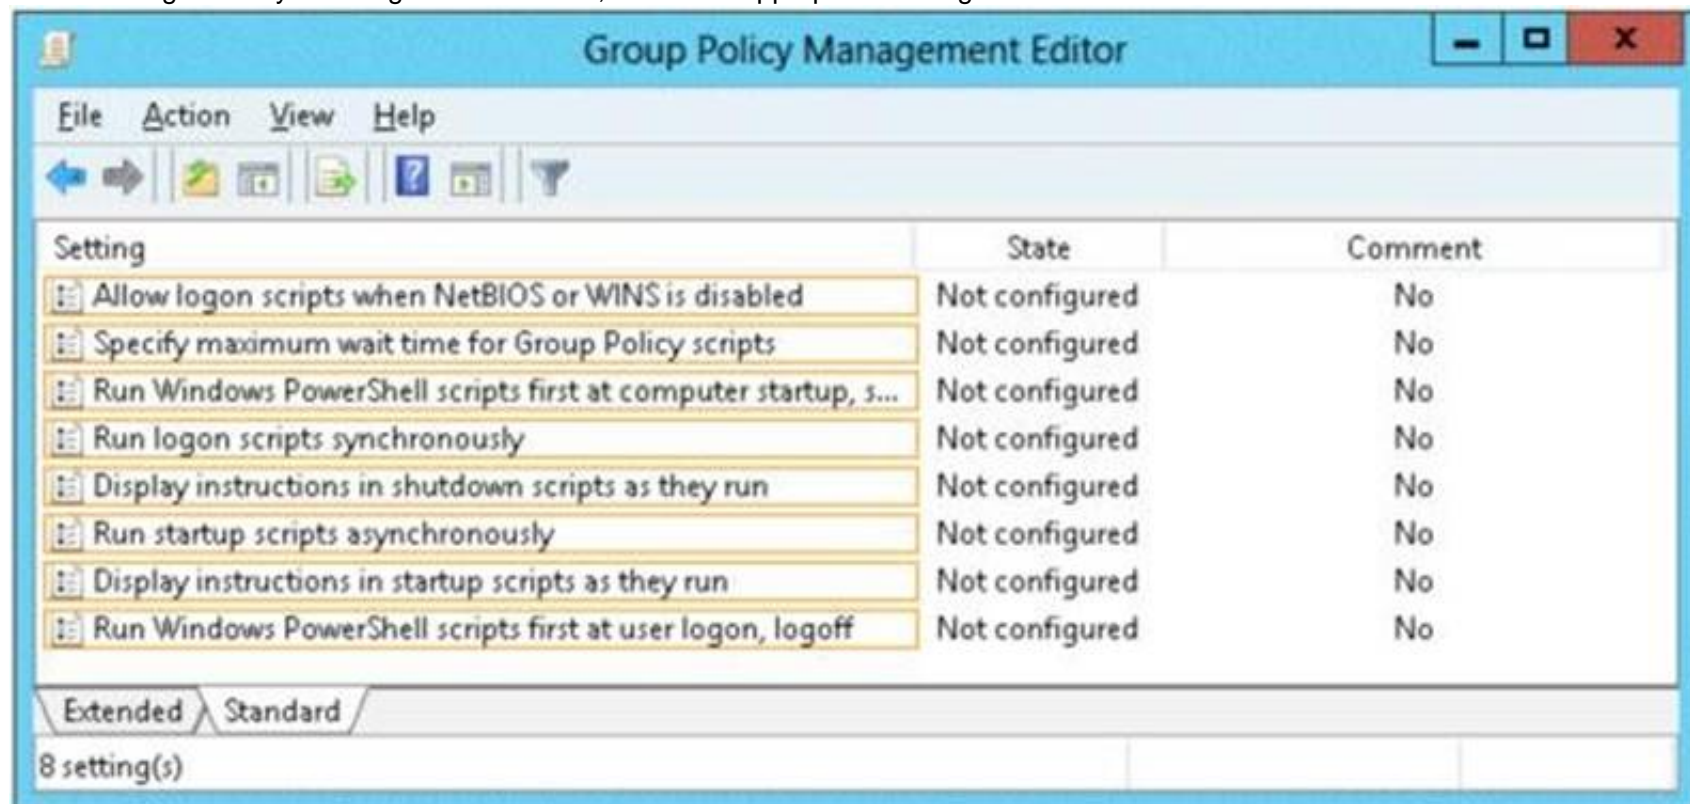 Group Policy Management Editor
File Action View Help
Setting State Comment
Allow logon scripts when NetBIOS or WINS is disabled Not configured No
Specify maximum wait time for Group Policy scripts Not configured No
Run Windows PowerShell scripts first at computer startup, s... Not configured No
Run logon scripts synchronously Not configured No
Display instructions in shutdown scripts as they run Not configured No
Run startup scripts asynchronously Not configured No
Display instructions in startup scripts as they run Not configured No
Run Windows PowerShell scripts first at user logon, logoff Not configured No
Extended Standard
8 setting(s)